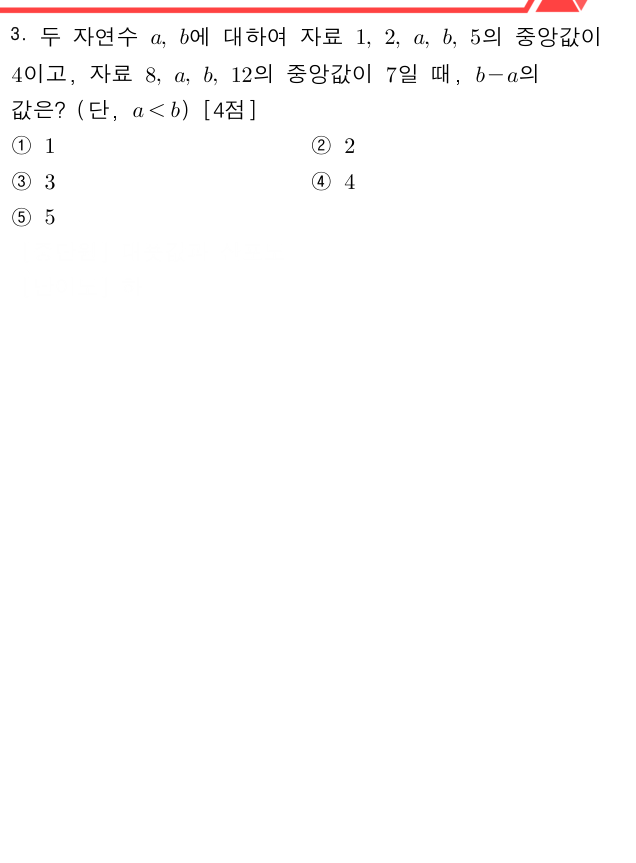 3. 두 자연수 a, b에 대하여 자료 1, 2, a, b, 5의 중앙값이
4이고, 자료 8, a, b, 12의 중앙값이 7일 때, b−a의
값은? (단, a<b) [4점]
① 1 ② 2
③ 3 ④ 4
⑤ 5